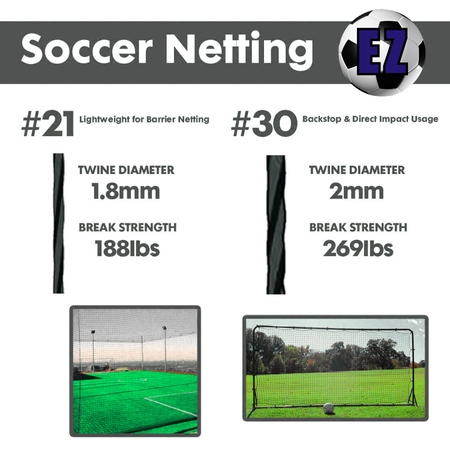 Soccer Netting
EZ
#21 Lightweight for Barrier Netting
TWINE DIAMETER
1.8mm
BREAK STRENGTH
188lbs
#30 Backstop & Direct Impact Usage
TWINE DIAMETER
2mm
BREAK STRENGTH
269lbs